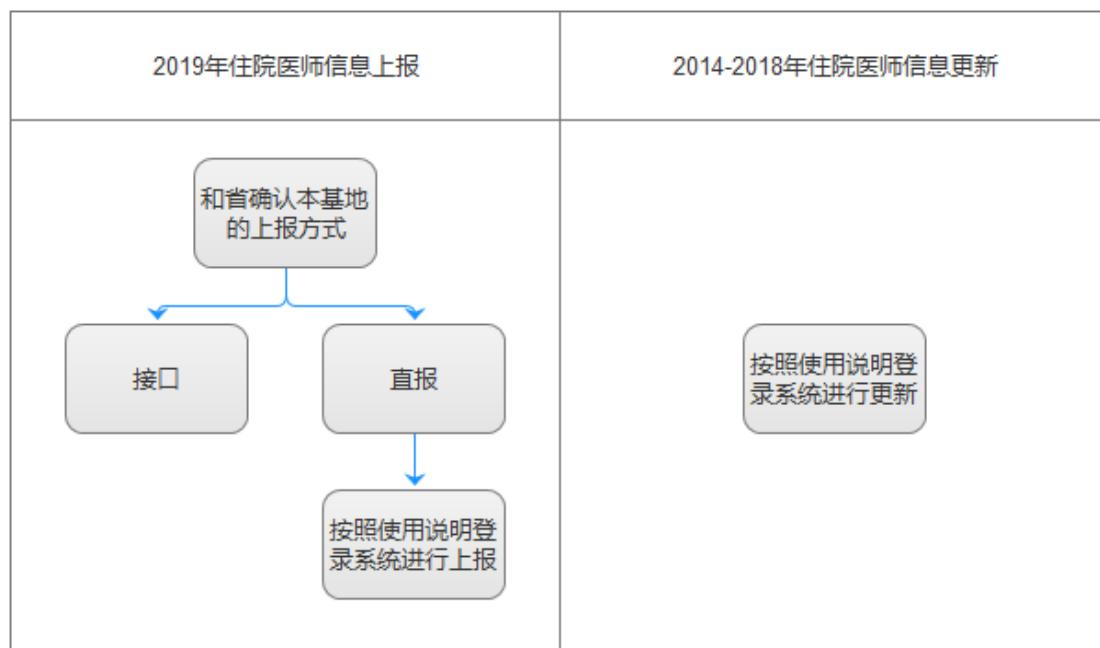 2019年住院医师信息上报
2014-2018年住院医师信息更新
和省确认本基地
的上报方式
接口
直报
按照使用说明登
录系统进行更新
按照使用说明登
录系统进行上报